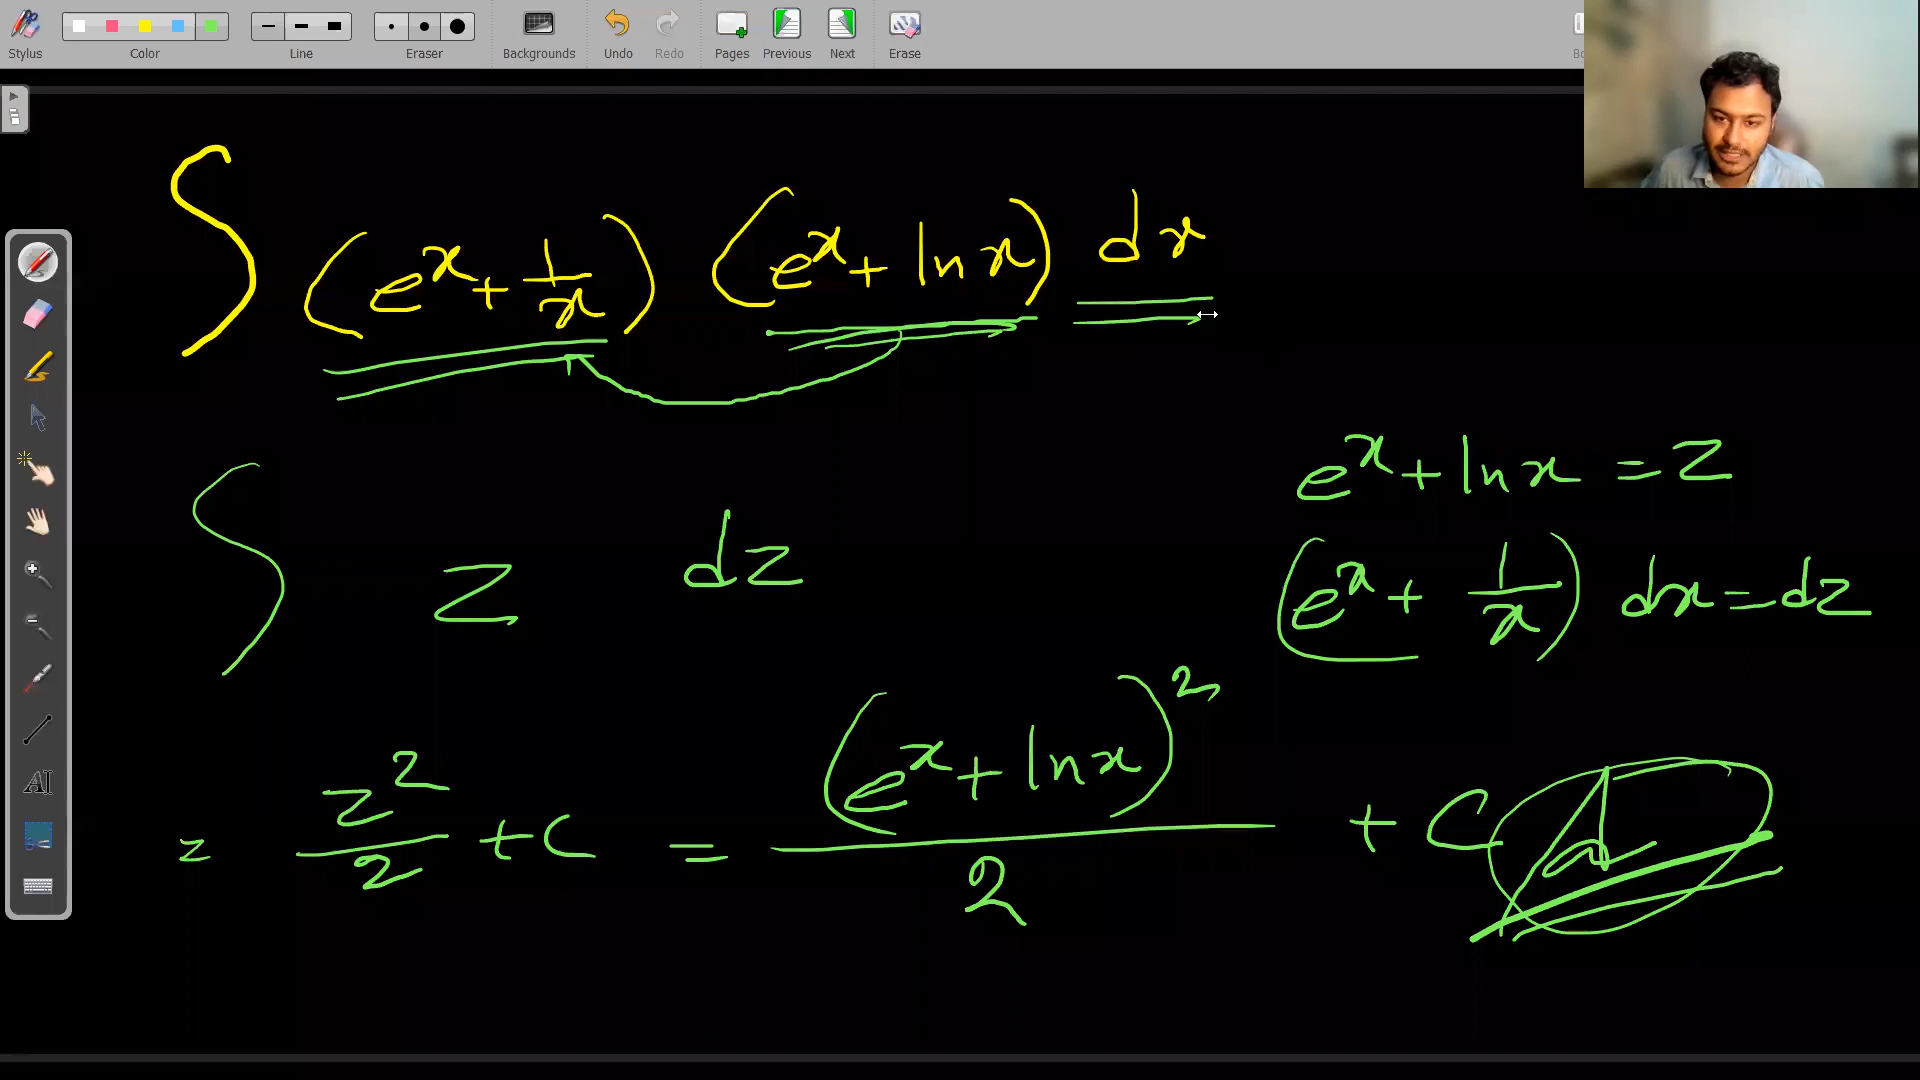 Stylus Color Line Eraser Backgrounds Undo Redo Pages Previous Next Erase
∫ (e^x + 1/x) (e^x + ln x) dx
e^x + ln x = z
∫ z dz
(e^x + 1/x) dx = dz
= z^2/2 + C = (e^x + ln x)^2/2 + C